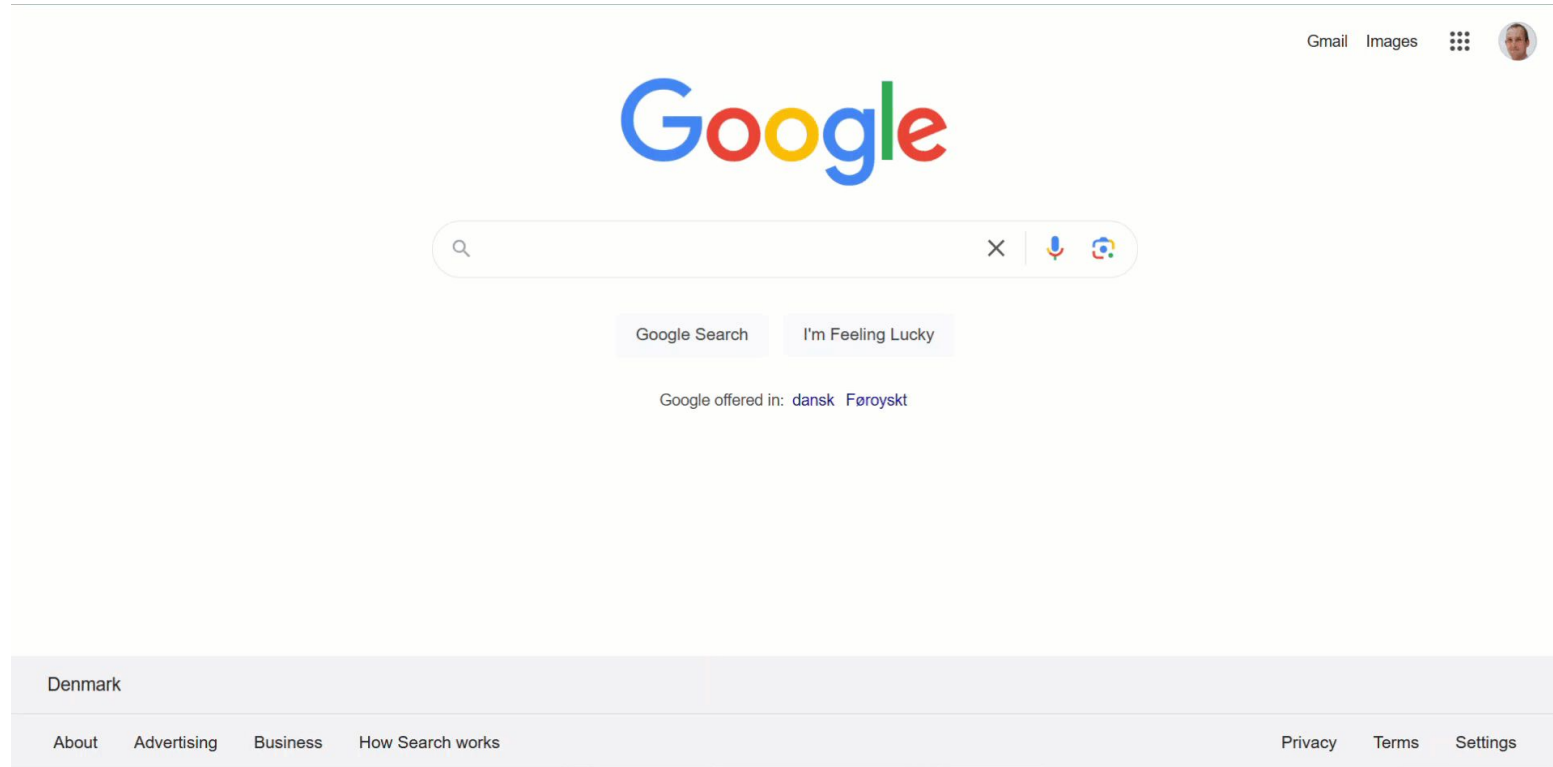 Gmail Images
Google
Google Search I'm Feeling Lucky
Google offered in: dansk Føroyskt
Denmark
About Advertising Business How Search works Privacy Terms Settings